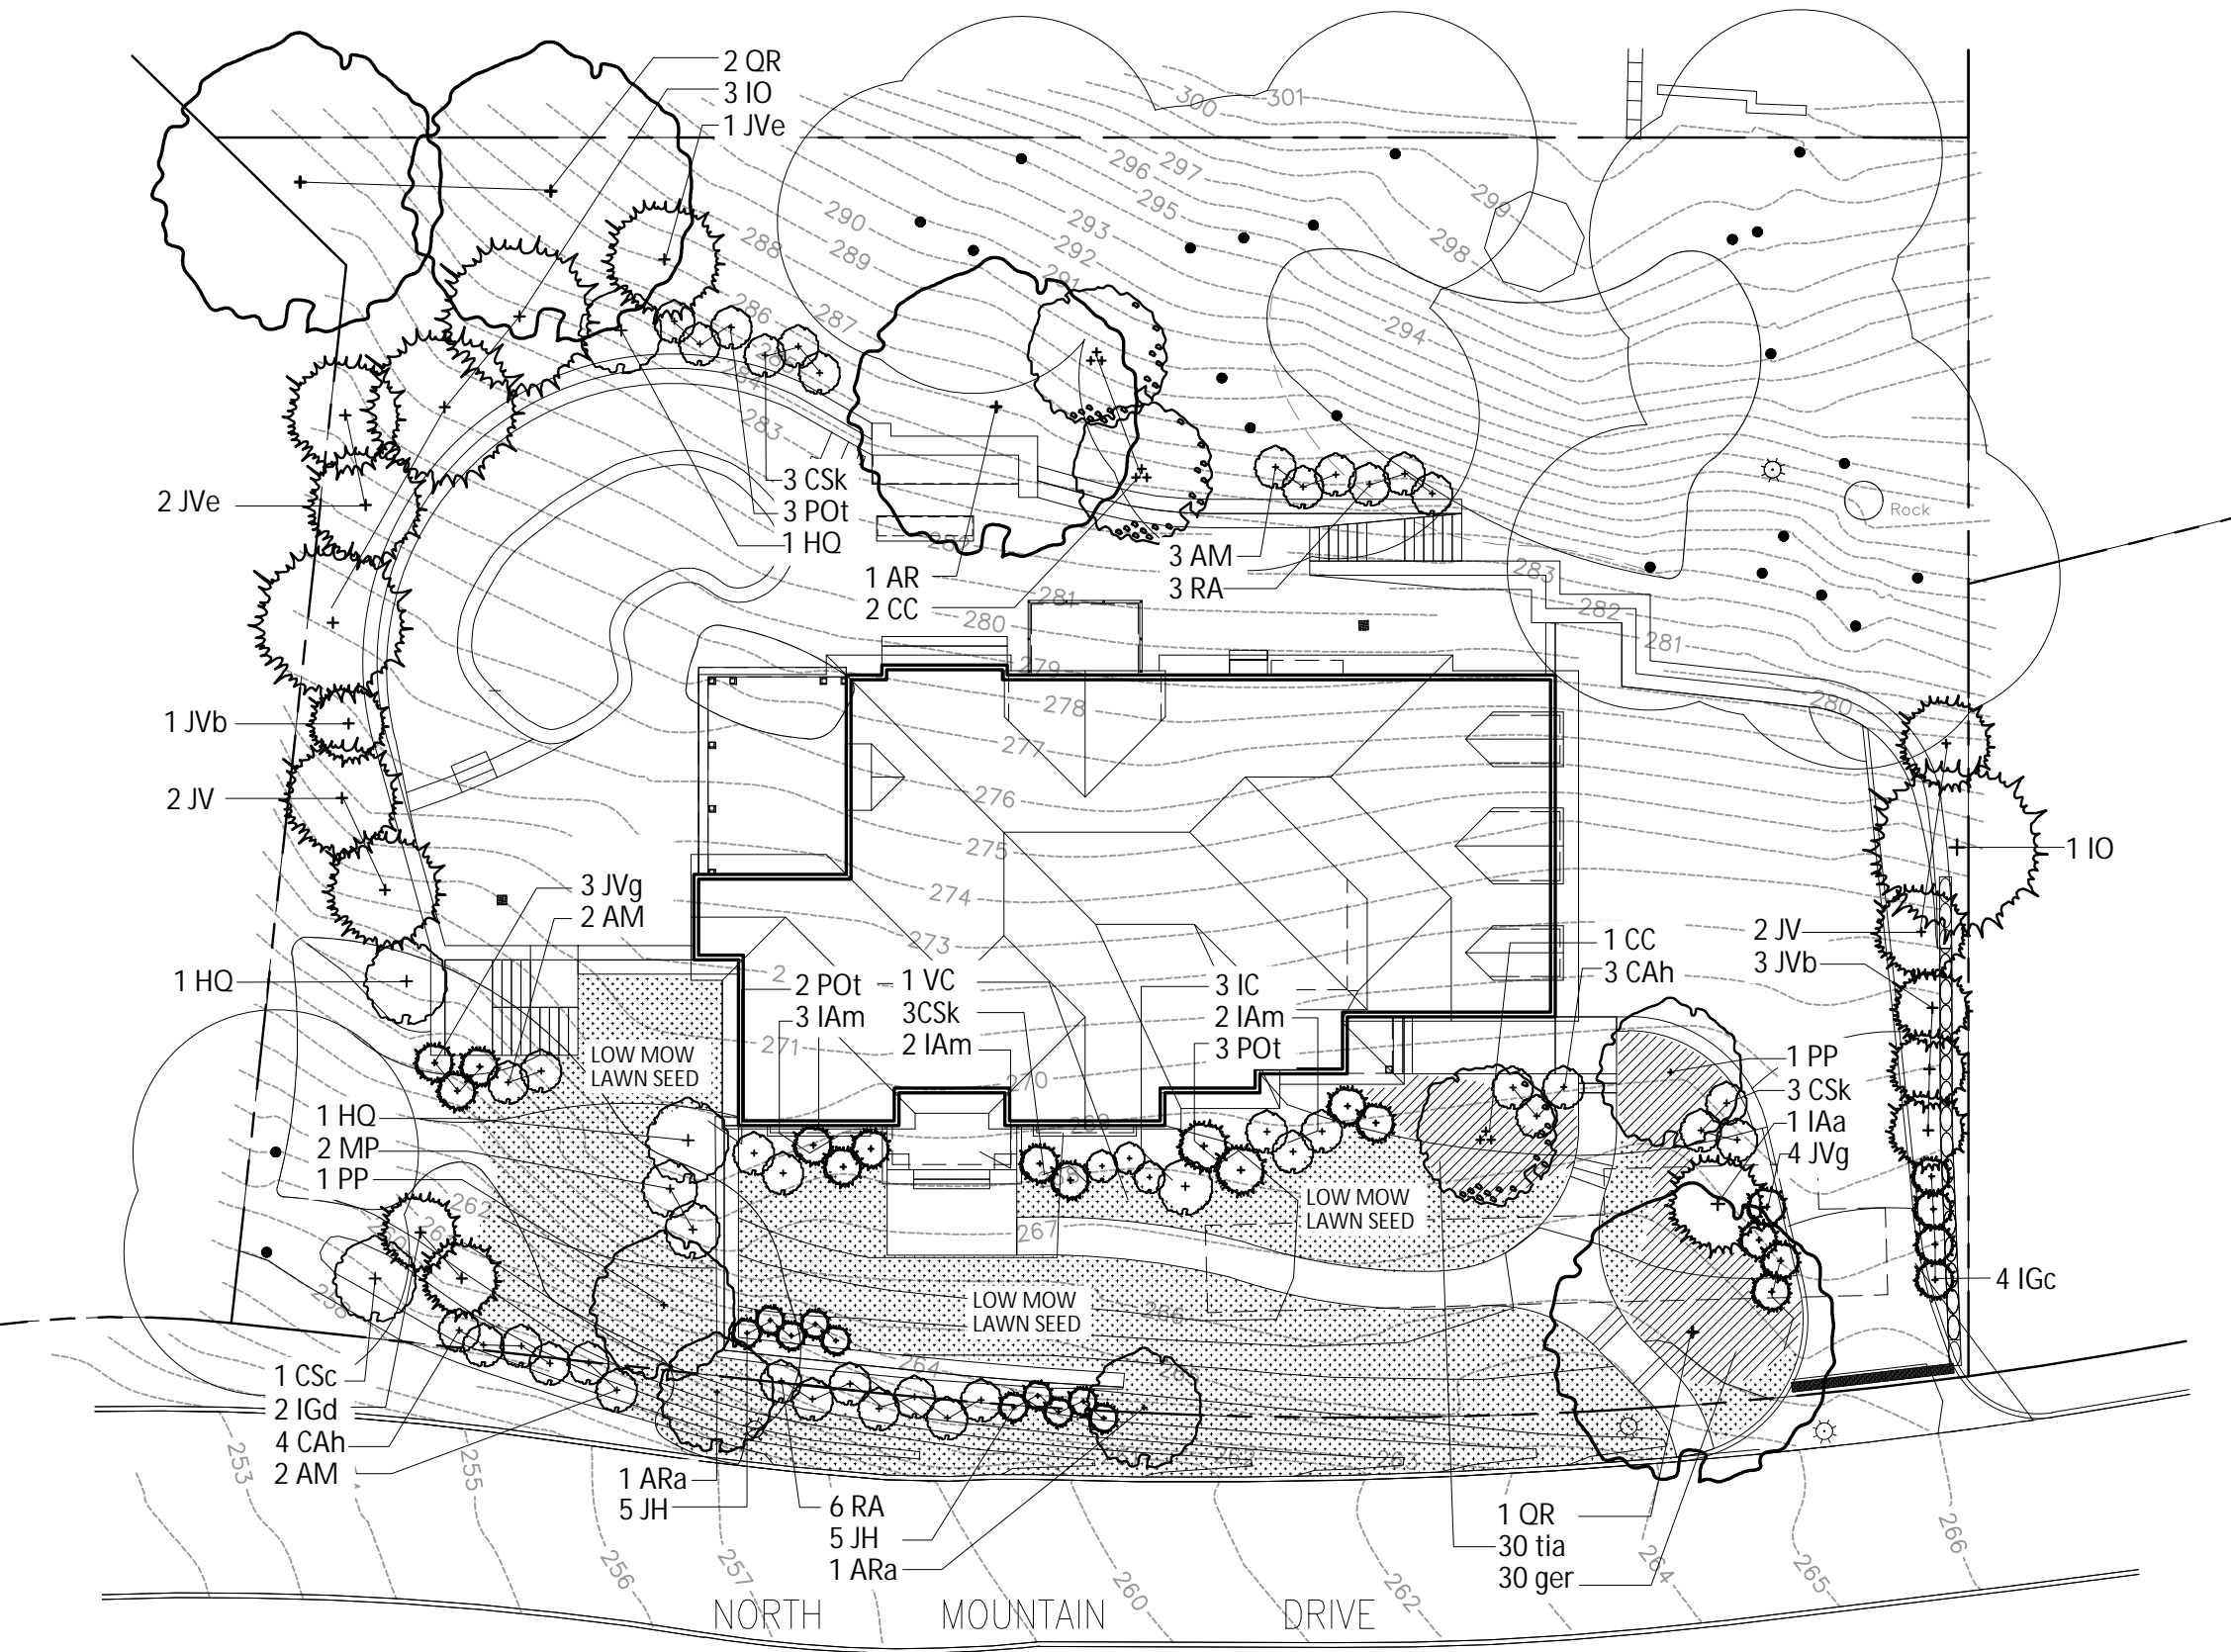 2 QR
3 IO
1 JVe
300
301
296
297
295
299
290
293
298
288
292
289
291
286
287
294
283
3 CSk
3 POt
1 HQ
2 JVe
Rock
3 AM
3 RA
1 AR
2 CC
283
281
282
280
281
279
280
278
1 JVb
277
276
2 JV
275
1 IO
274
3 JVg
2 AM
273
1 CC
3 CAh
2 JV
3 JVb
1 HQ
2 POt
3 IAm
1 VC
3CSk
2 IAm
3 IC
2 IAm
3 POt
271
270
LOW MOW
LAWN SEED
1 PP
3 CSk
1 IAa
4 JVg
1 HQ
2 MP
1 PP
269
262
LOW MOW
LAWN SEED
267
266
LOW MOW
LAWN SEED
4 IGc
258
264
1 CSc
2 IGd
4 CAh
2 AM
253
255
1 ARa
5 JH
6 RA
5 JH
1 ARa
1 QR
30 tia
30 ger
256
257
260
262
264
265
266
NORTH MOUNTAIN DRIVE